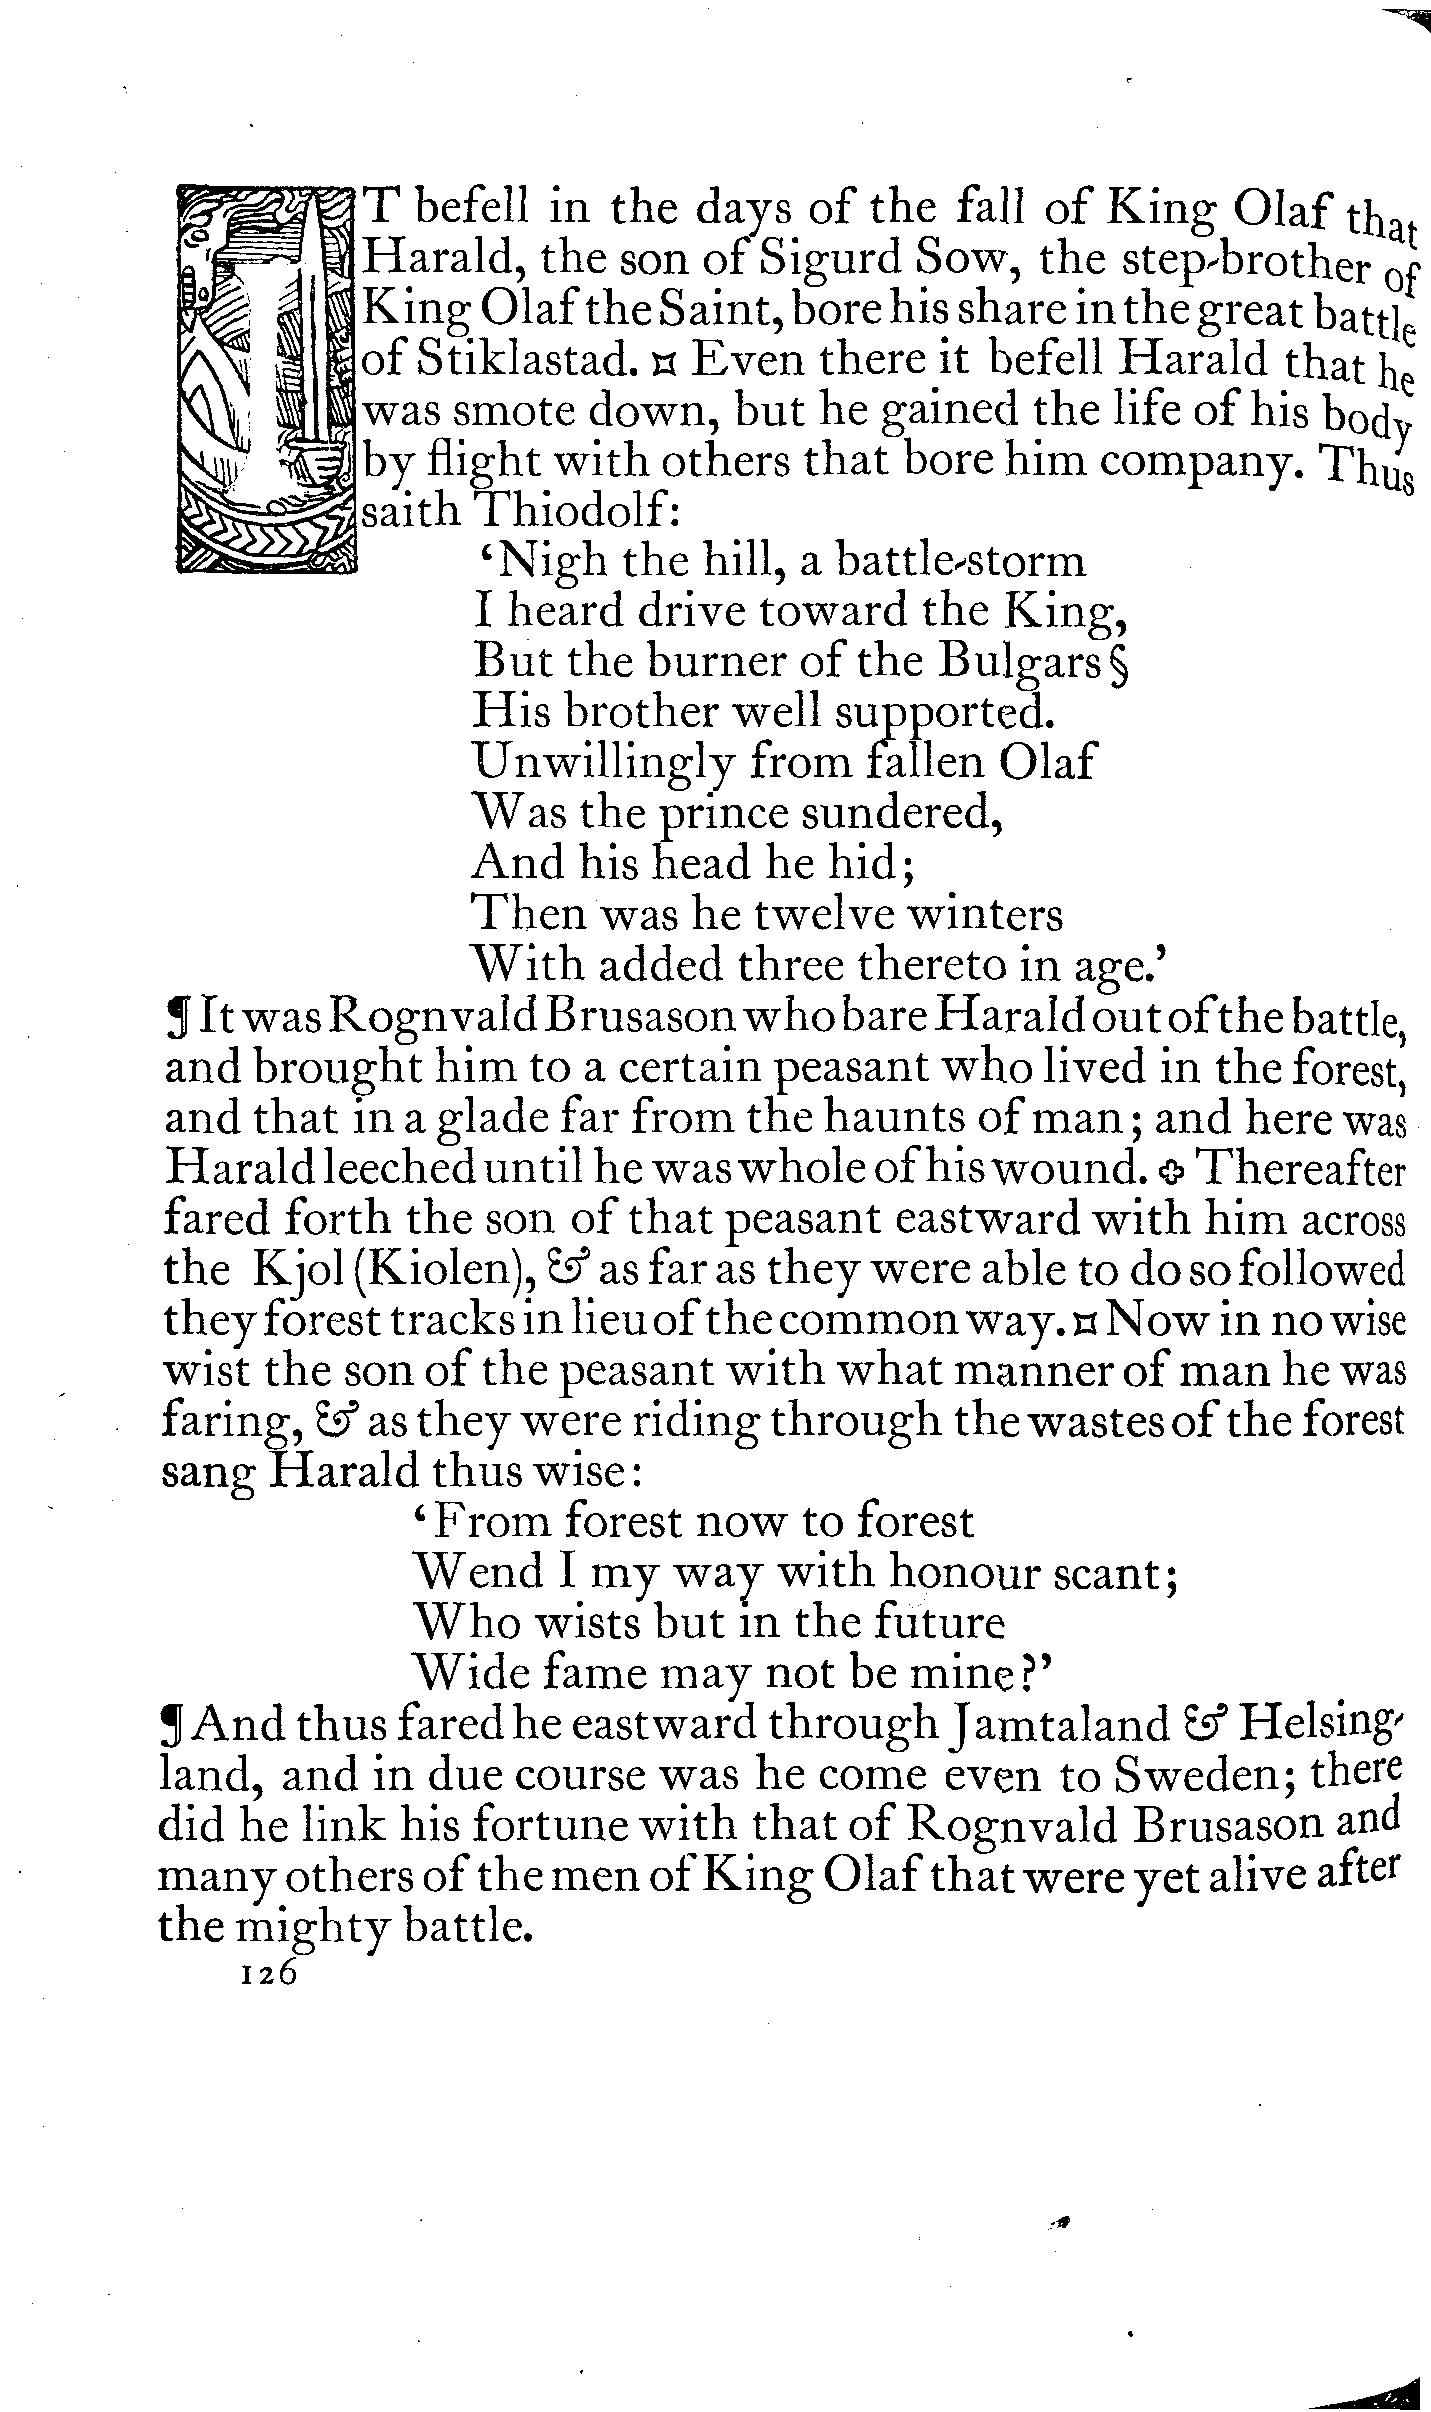 IT befell in the days of the fall of King Olaf that
Harald, the son of Sigurd Sow, the step-brother of
King Olaf the Saint, bore his share in the great battle
of Stiklastad. ¤ Even there it befell Harald that he
was smote down, but he gained the life of his body
by flight with others that bore him company. Thus
saith Thiodolf:
‘Nigh the hill, a battle-storm
I heard drive toward the King,
But the burner of the Bulgars §
His brother well supported.
Unwillingly from fallen Olaf
Was the prince sundered,
And his head he hid;
Then was he twelve winters
With added three thereto in age.’
¶ It was Rognvald Brusason who bare Harald out of the battle,
and brought him to a certain peasant who lived in the forest,
and that in a glade far from the haunts of man; and here was
Harald leeched until he was whole of his wound. ✥ Thereafter
fared forth the son of that peasant eastward with him across
the Kjol (Kiolen), & as far as they were able to do so followed
they forest tracks in lieu of the common way. ¤ Now in no wise
wist the son of the peasant with what manner of man he was
faring, & as they were riding through the wastes of the forest
sang Harald thus wise:
‘From forest now to forest
Wend I my way with honour scant;
Who wists but in the future
Wide fame may not be mine?’
¶ And thus fared he eastward through Jamtaland & Helsing-
land, and in due course was he come even to Sweden; there
did he link his fortune with that of Rognvald Brusason and
many others of the men of King Olaf that were yet alive after
the mighty battle.
126